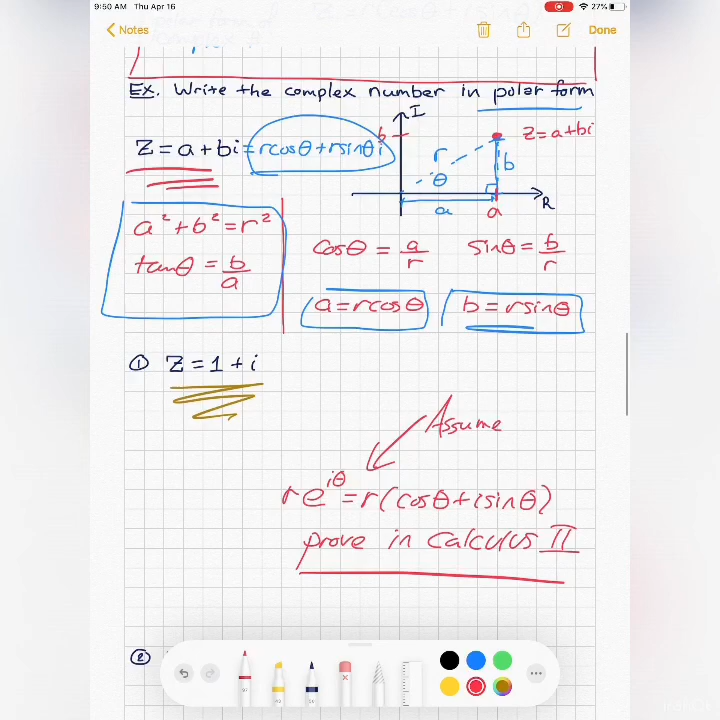 9:50 AM Thu Apr 16
27%
Notes
Done
Ex. Write the complex number in polar form
I
b
Z=a+bi
Z=a+bi=rcosθ+rsinθi
r
θ
b
a
a
R
a²+b²=r²
tanθ = b/a
cosθ = a/r
sinθ = b/r
a=rcosθ
b=rsinθ
① Z=1+i
Assume
re^iθ=r(cosθ+isinθ)
prove in Calculus II
②